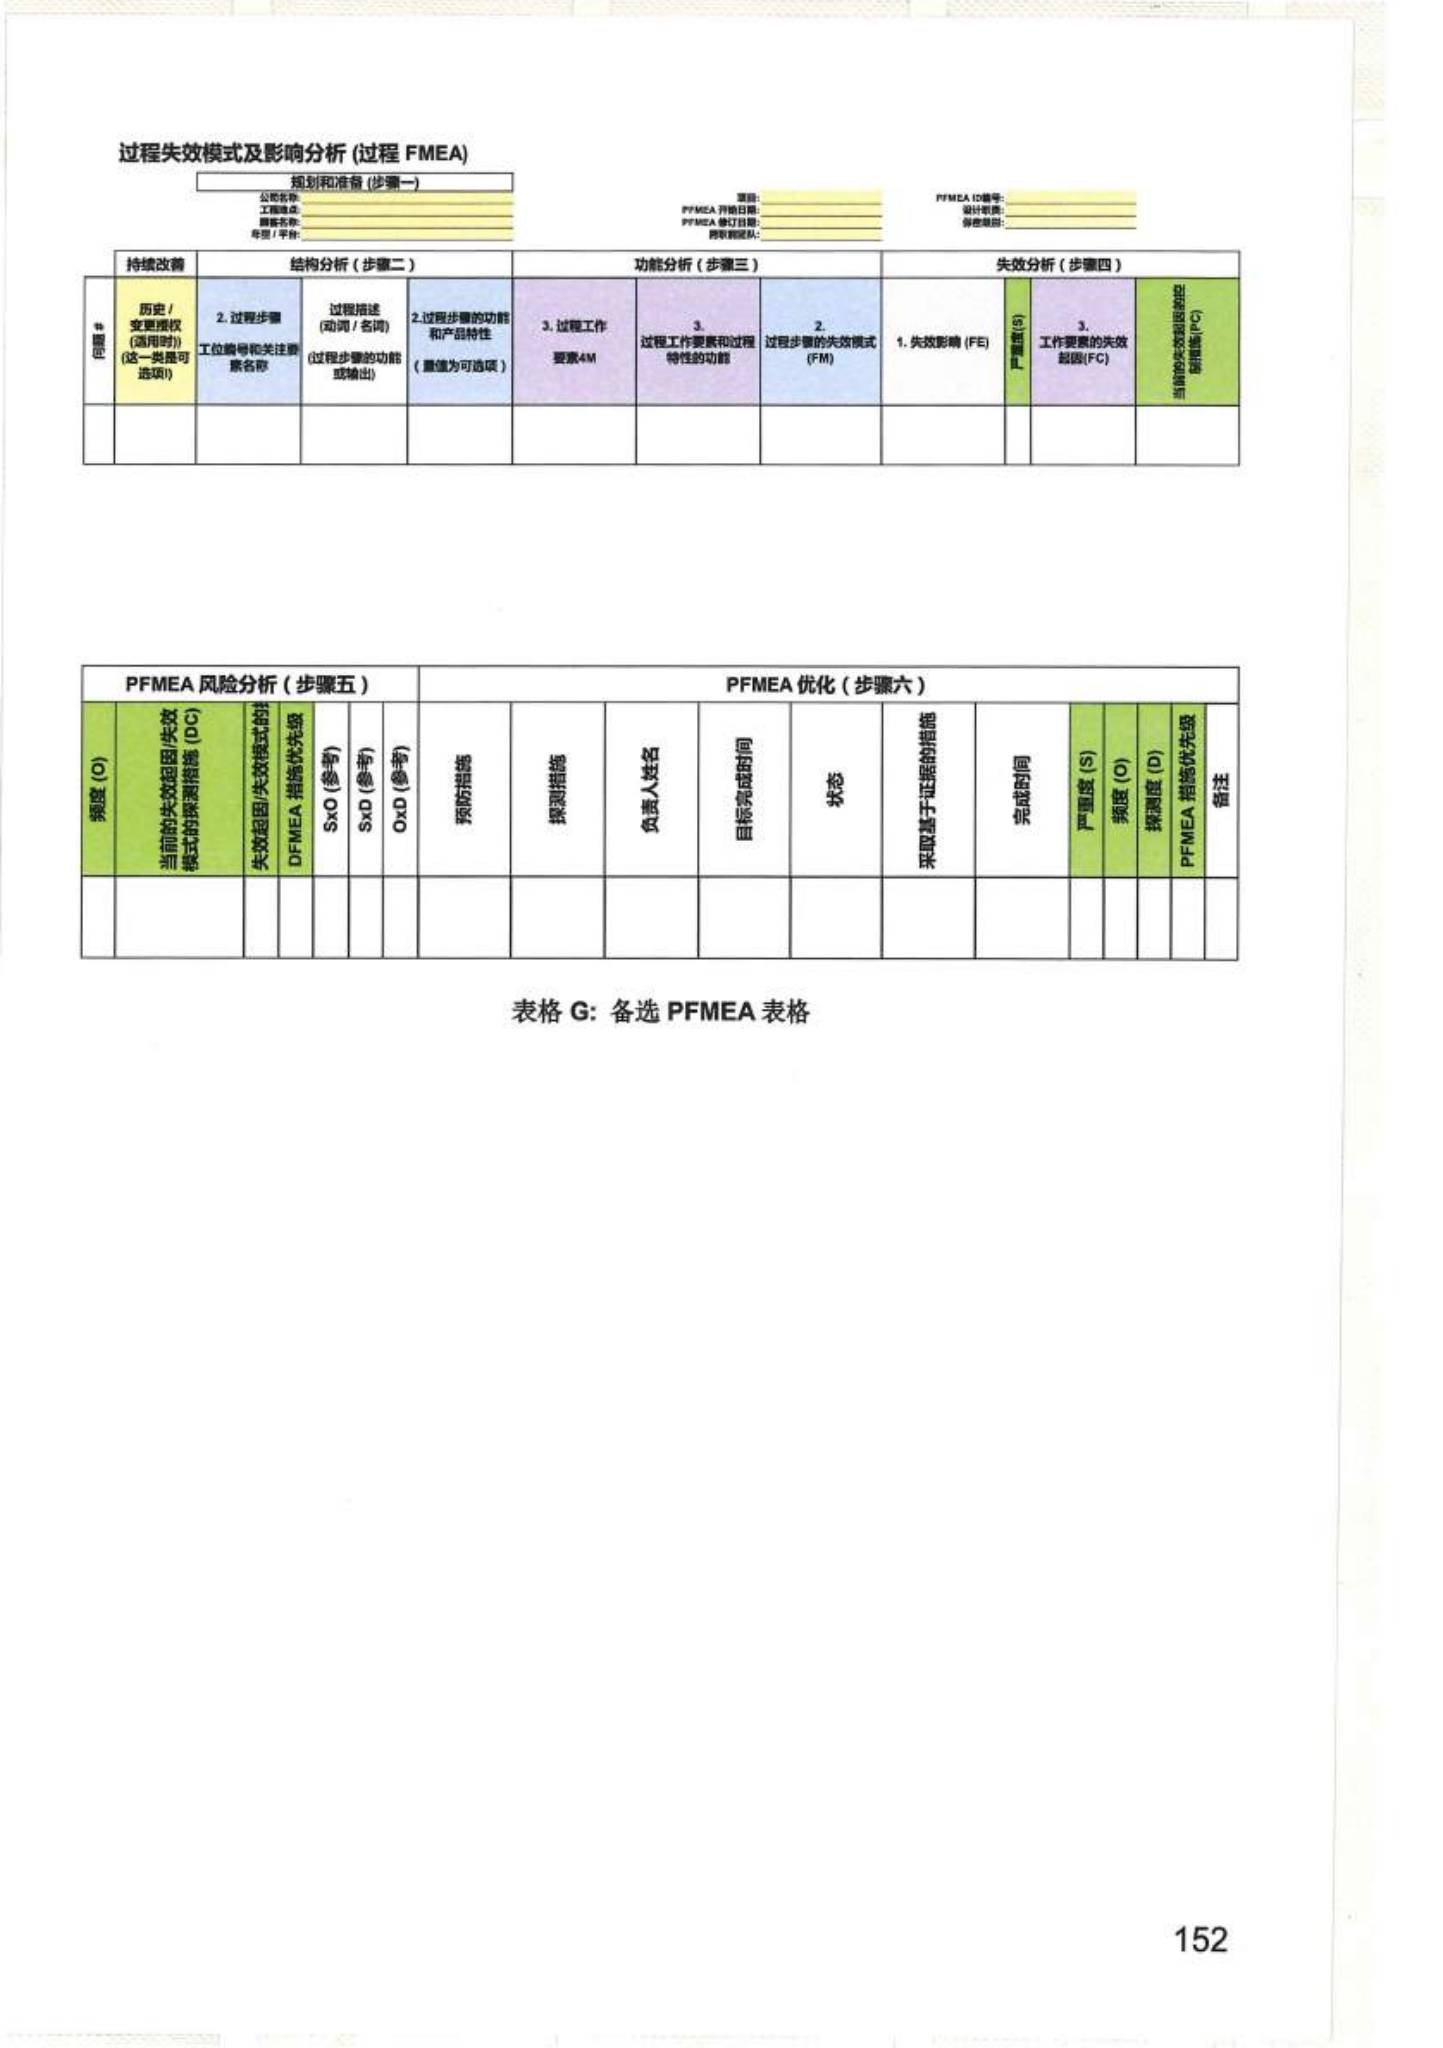 过程失效模式及影响分析 (过程 FMEA)
规划和准备 (步骤一)
公司名称:
工程地点:
顾客名称:
年型 / 平台:
项目:
PFMEA 开始日期:
PFMEA 修订日期:
跨职能团队:
PFMEA ID编号:
设计职责:
保密级别:
持续改善
结构分析 ( 步骤二 )
功能分析 ( 步骤三 )
失效分析 ( 步骤四 )
问题 #
历史 /
变更授权
(适用时))
(这一类是可
选项!)
2. 过程步骤
工位编号和关注要
素名称
过程描述
(动词 / 名词)
(过程步骤的功能
或输出)
2.过程步骤的功能
和产品特性
( 量值为可选项 )
3. 过程工作
要素4M
3.
过程工作要素和过程
特性的功能
2.
过程步骤的失效模式
(FM)
1. 失效影响 (FE)
严重度(S)
3.
工作要素的失效
起因(FC)
当前的失效起因的控
制措施(PC)
PFMEA 风险分析 ( 步骤五 )
PFMEA 优化 ( 步骤六 )
频度 (O)
当前的失效起因/失效
模式的探测措施 (DC)
失效起因/失效模式的
DFMEA 措施优先级
SxO (参考)
SxD (参考)
OxD (参考)
预防措施
探测措施
负责人姓名
目标完成时间
状态
采取基于证据的措施
完成时间
严重度 (S)
频度 (O)
探测度 (D)
PFMEA 措施优先级
备注
表格 G: 备选 PFMEA 表格
152